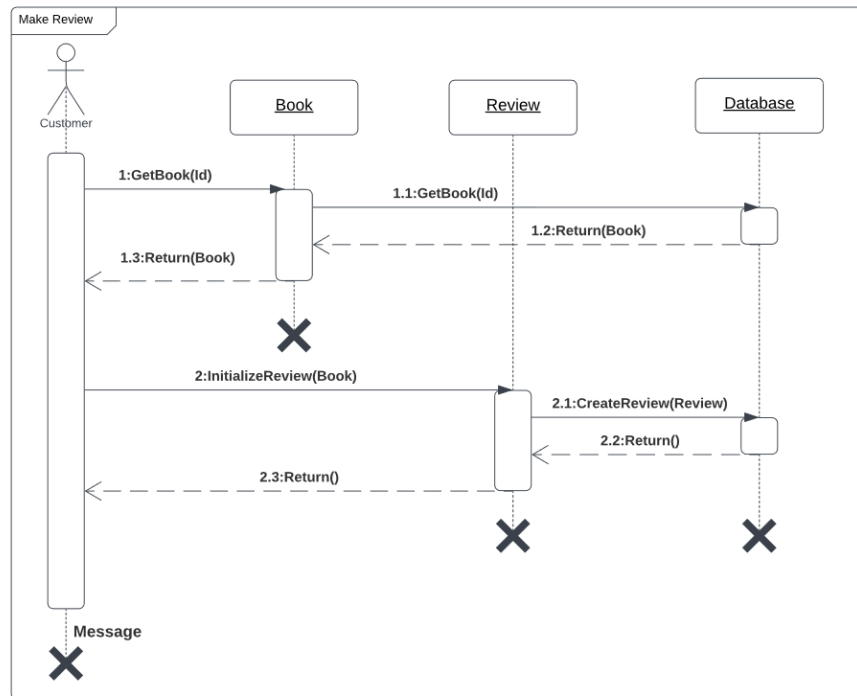 Make Review
Customer
Book
Review
Database
1:GetBook(Id)
1.1:GetBook(Id)
1.2:Return(Book)
1.3:Return(Book)
2:InitializeReview(Book)
2.1:CreateReview(Review)
2.2:Return()
2.3:Return()
Message